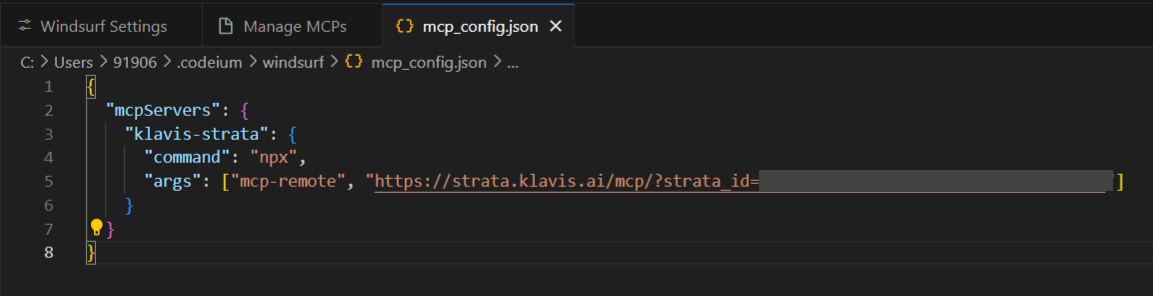 Windsurf Settings Manage MCPs {} mcp_config.json ×
C: > Users > 91906 > .codeium > windsurf > {} mcp_config.json > ...
1 {
2 "mcpServers": {
3 "klavis-strata": {
4 "command": "npx",
5 "args": ["mcp-remote", "https://strata.klavis.ai/mcp/?strata_id= "]
6 }
7 }
8 }